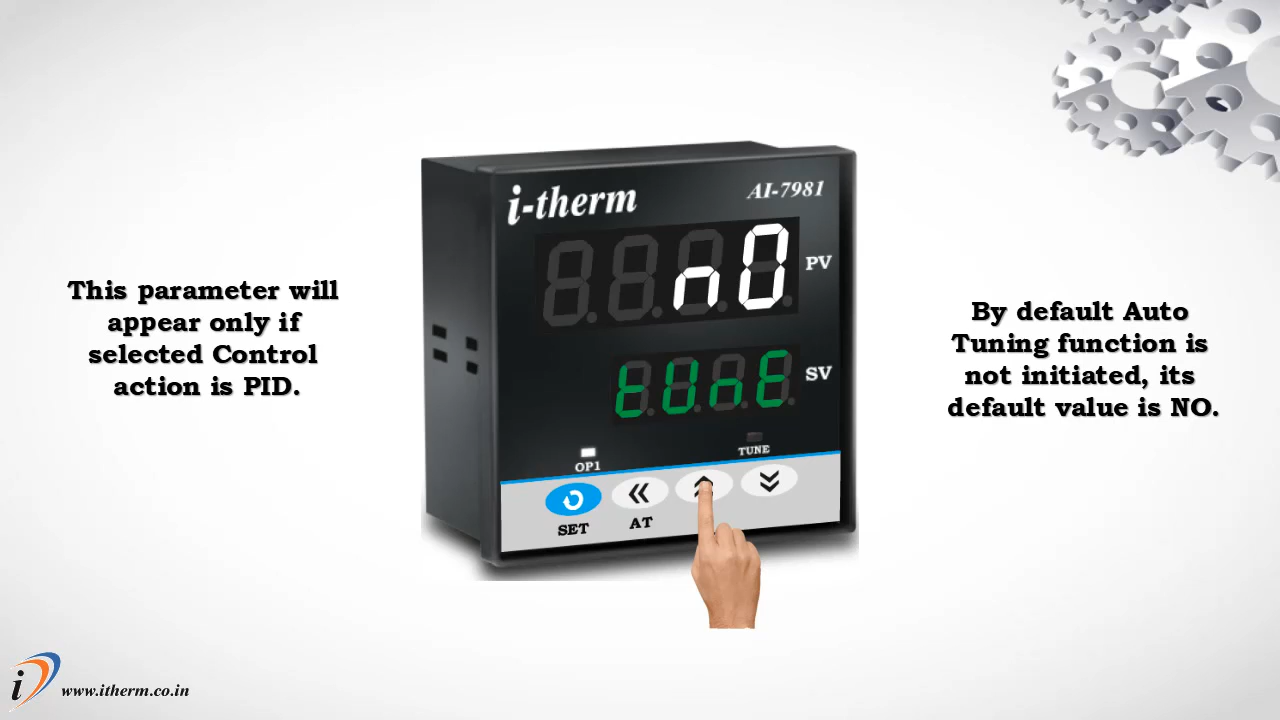 i-therm
AI-7981
n0
PV
tUnE
SV
OP1
TUNE
SET
AT
This parameter will
appear only if
selected Control
action is PID.
By default Auto
Tuning function is
not initiated, its
default value is NO.
i
www.itherm.co.in